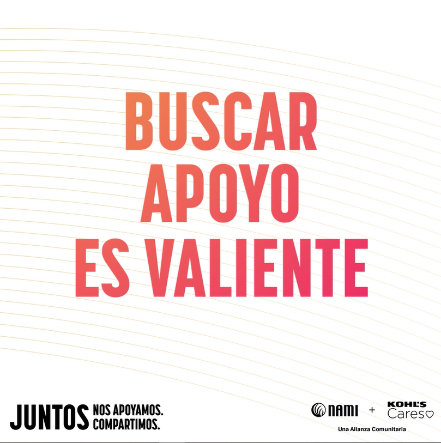 BUSCAR
APOYO
ES VALIENTE
JUNTOS
NOS APOYAMOS.
COMPARTIMOS.
NAMI + KOHL'S
Cares
Una Alianza Comunitaria